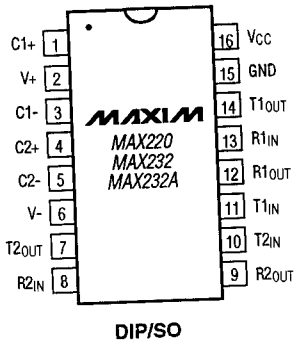 C1+ 1 16 VCC
V+ 2 15 GND
C1- 3 14 T1OUT
MAXIM
C2+ 4 MAX220 13 R1IN
MAX232
C2- 5 MAX232A 12 R1OUT
V- 6 11 T1IN
T2OUT 7 10 T2IN
R2IN 8 9 R2OUT
DIP/SO